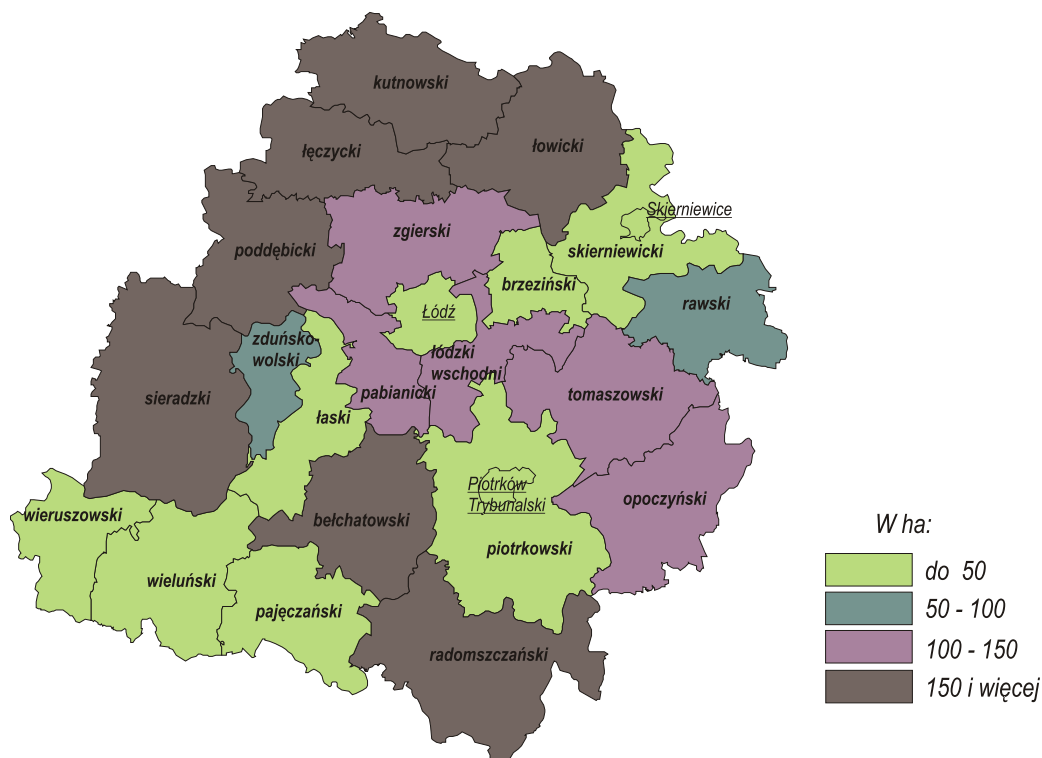 kutnowski
łęczycki
łowicki
Skierniewice
zgierski
poddębicki
skierniewicki
brzeziński
rawski
Łódź
zduńsko-
wolski
łódzki
wschodni
pabianicki
tomaszowski
sieradzki
łaski
Piotrków
Trybunalski
opoczyński
wieruszowski
bełchatowski
piotrkowski
wieluński
pajęczański
radomszczański
W ha:
do 50
50 - 100
100 - 150
150 i więcej